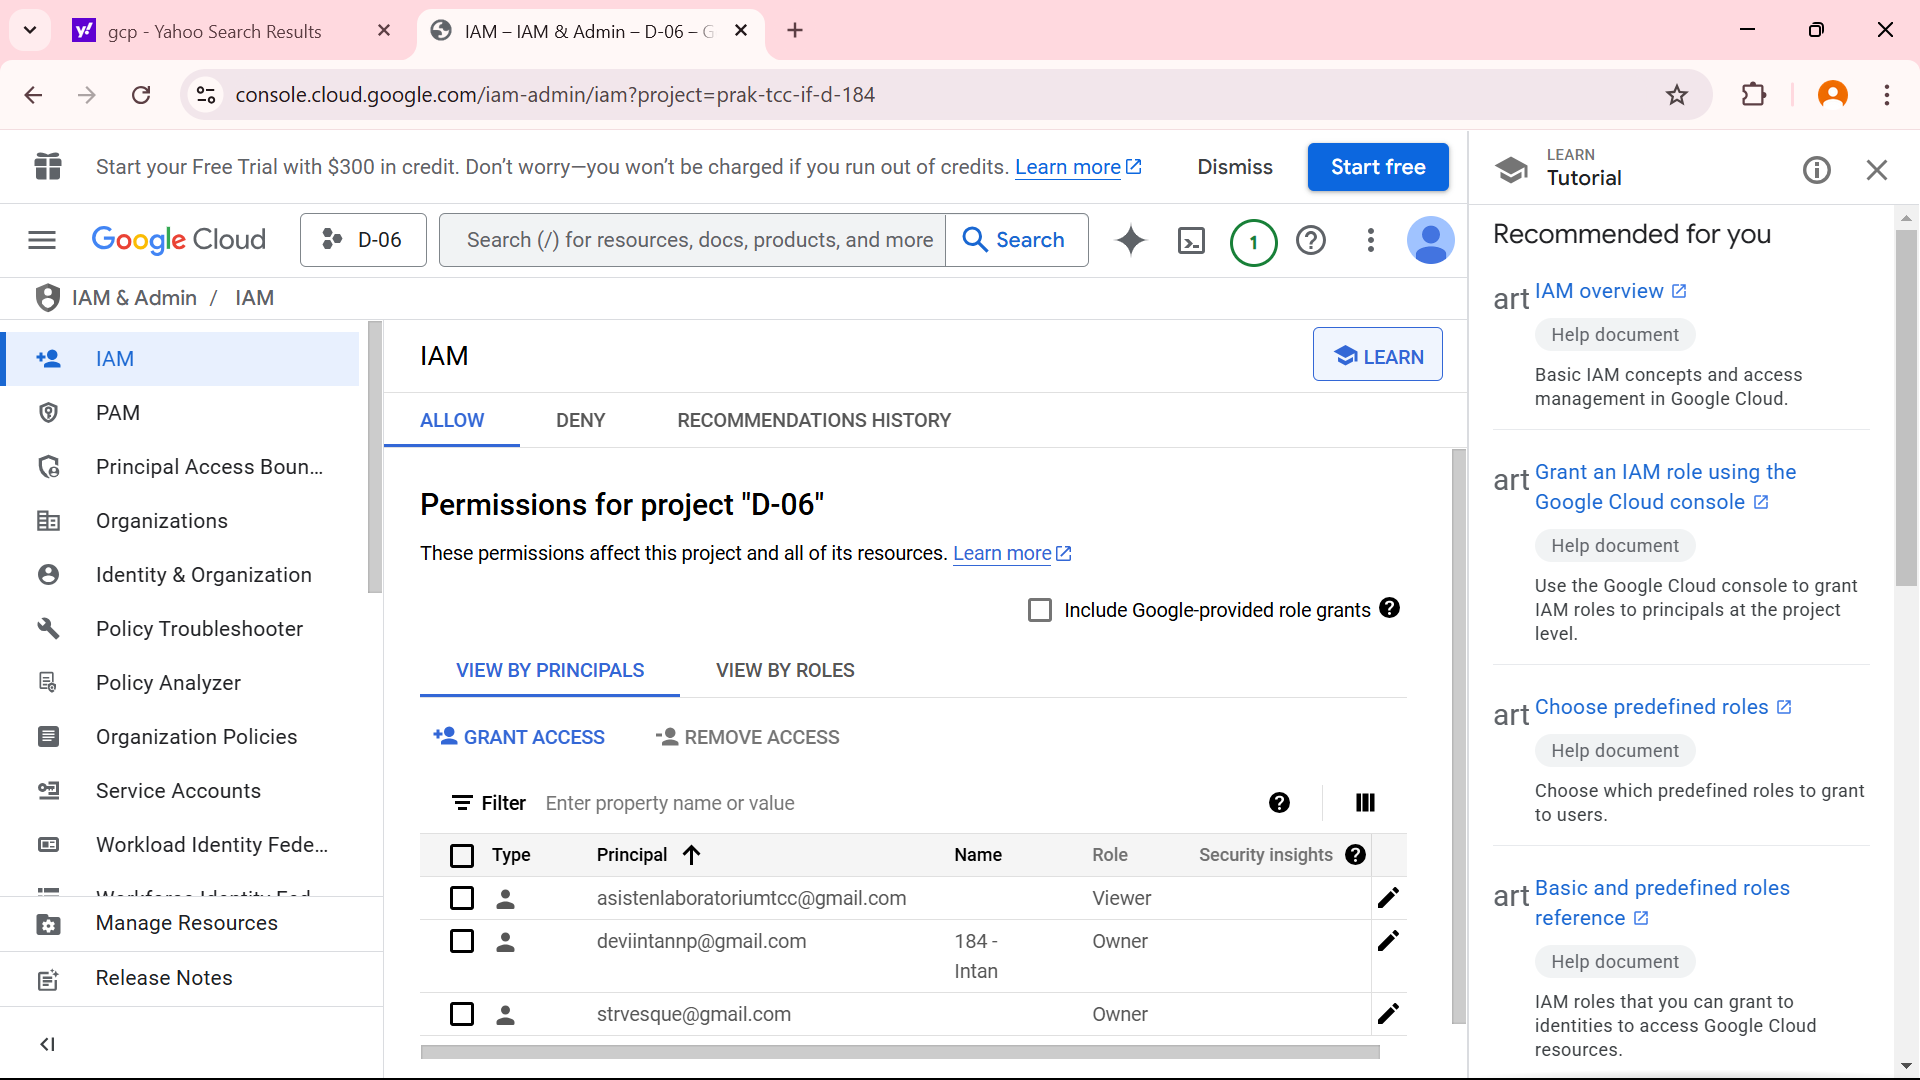 gcp - Yahoo Search Results
IAM – IAM & Admin – D-06 – G
console.cloud.google.com/iam-admin/iam?project=prak-tcc-if-d-184
Start your Free Trial with $300 in credit. Don’t worry—you won’t be charged if you run out of credits. Learn more
Dismiss
Start free
Google Cloud
D-06
Search (/) for resources, docs, products, and more
Search
1
IAM & Admin / IAM
IAM
PAM
Principal Access Boun...
Organizations
Identity & Organization
Policy Troubleshooter
Policy Analyzer
Organization Policies
Service Accounts
Workload Identity Fede...
Workforce Identity Fed
Manage Resources
Release Notes
IAM
LEARN
ALLOW
DENY
RECOMMENDATIONS HISTORY
Permissions for project "D-06"
These permissions affect this project and all of its resources. Learn more
Include Google-provided role grants
VIEW BY PRINCIPALS
VIEW BY ROLES
GRANT ACCESS
REMOVE ACCESS
Filter Enter property name or value
Type Principal Name Role Security insights
asistenlaboratoriumtcc@gmail.com Viewer
deviintannp@gmail.com 184 - Owner
Intan
strvesque@gmail.com Owner
LEARN
Tutorial
Recommended for you
art IAM overview
Help document
Basic IAM concepts and access
management in Google Cloud.
art Grant an IAM role using the
Google Cloud console
Help document
Use the Google Cloud console to grant
IAM roles to principals at the project
level.
art Choose predefined roles
Help document
Choose which predefined roles to grant
to users.
art Basic and predefined roles
reference
Help document
IAM roles that you can grant to
identities to access Google Cloud
resources.